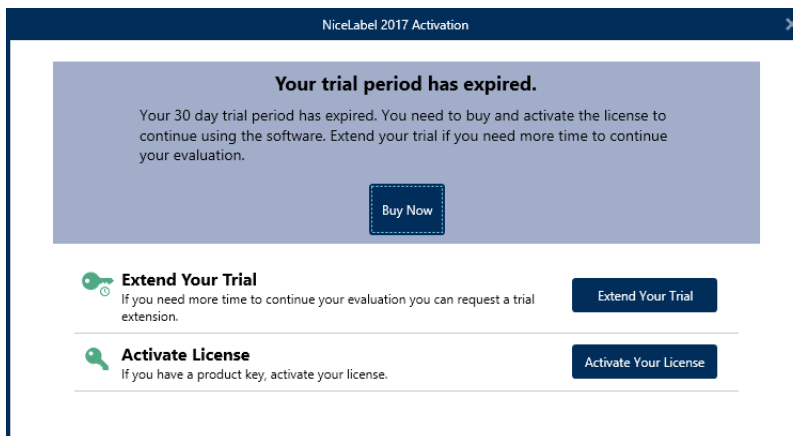 NiceLabel 2017 Activation
Your trial period has expired.
Your 30 day trial period has expired. You need to buy and activate the license to
continue using the software. Extend your trial if you need more time to continue
your evaluation.
Buy Now
Extend Your Trial
If you need more time to continue your evaluation you can request a trial
extension.
Extend Your Trial
Activate License
If you have a product key, activate your license.
Activate Your License